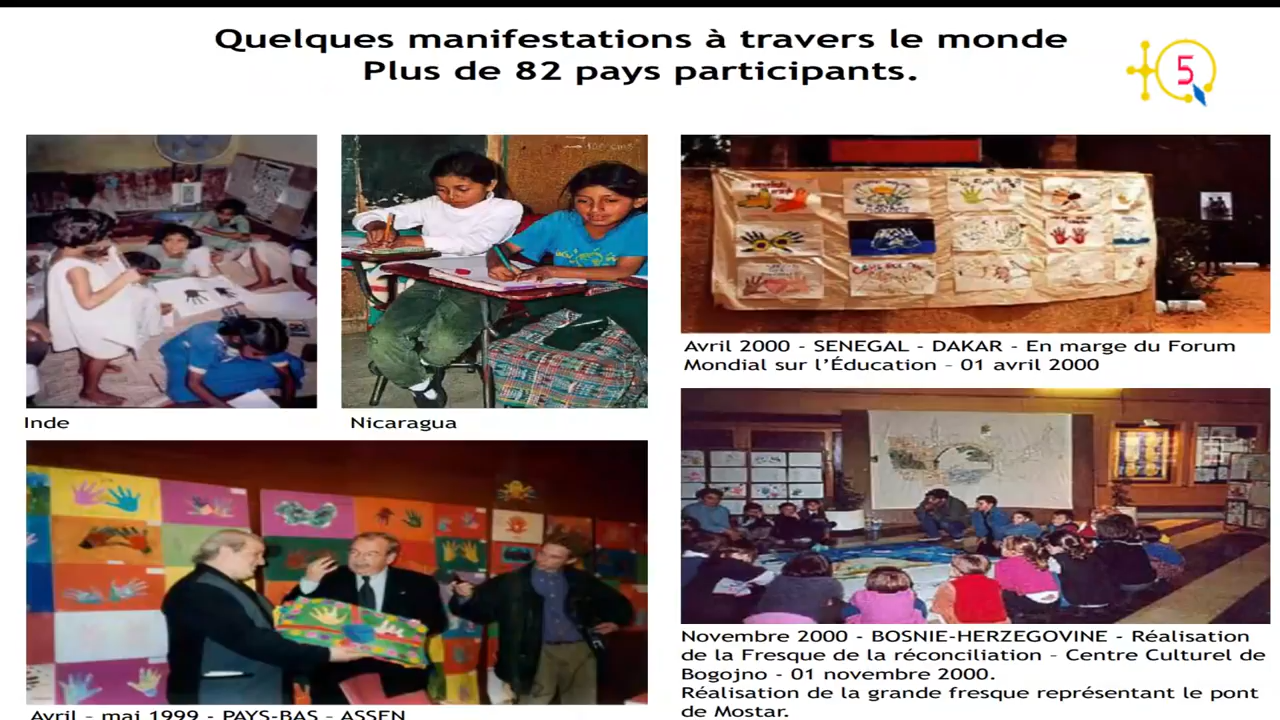 Quelques manifestations à travers le monde
Plus de 82 pays participants.
5
Inde
Nicaragua
Avril 2000 - SENEGAL - DAKAR - En marge du Forum
Mondial sur l'Éducation - 01 avril 2000
Novembre 2000 - BOSNIE-HERZEGOVINE - Réalisation
de la Fresque de la réconciliation - Centre Culturel de
Bogojno - 01 novembre 2000.
Réalisation de la grande fresque représentant le pont
de Mostar.
Avril - mai 1999 - PAYS-BAS - ASSEN